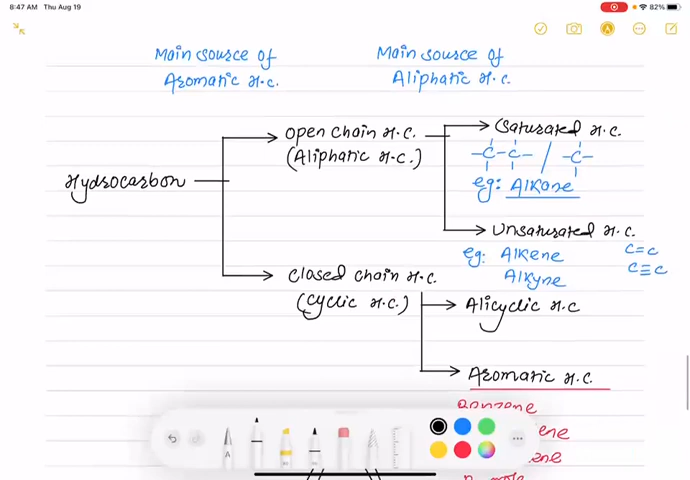 8:47 AM Thu Aug 19
82%
Main source of Main source of
Aromatic H.C. Aliphatic H.C.
Open chain H.C.
(Aliphatic H.C.)
Saturated H.C.
-C-C- / -C-
eg: Alkane
Hydrocarbon
Unsaturated H.C.
eg: Alkene C=C
Alkyne C≡C
Closed chain H.C.
(Cyclic H.C.)
Alicyclic H.C
Aromatic H.C.
A